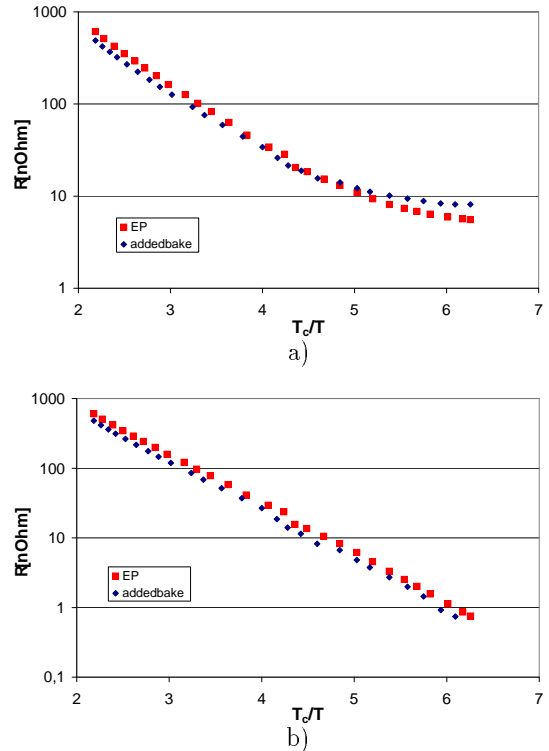 1000
100
10
1
R[nOhm]
EP
addedbake
2 3 4 5 6 7
Tc/T
a)
1000
100
10
1
0,1
R[nOhm]
EP
addedbake
2 3 4 5 6 7
Tc/T
b)